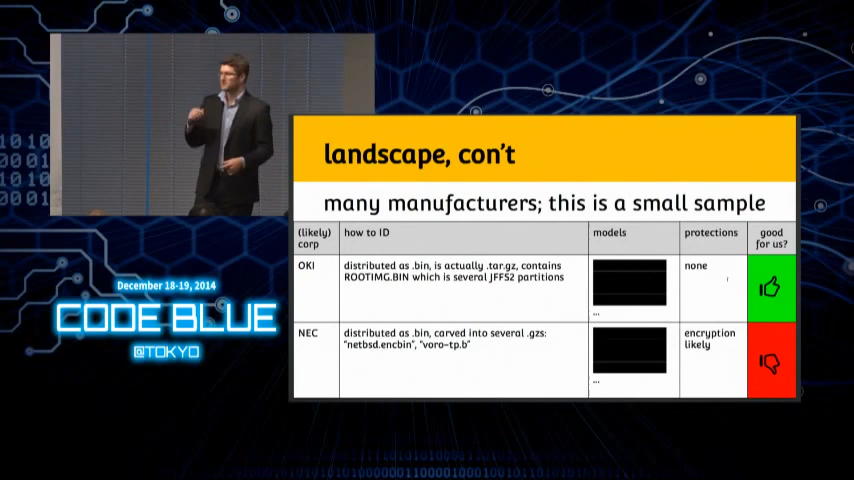 landscape, con't
many manufacturers; this is a small sample
(likely) corp
how to ID
models
protections
good for us?
OKI
distributed as .bin, is actually .tar.gz, contains
ROOTIMG.BIN which is several JFFS2 partitions
...
none
NEC
distributed as .bin, carved into several .gzs:
"netbsd.encbin", "voro-tp.b"
...
encryption
likely
December 18-19, 2014
CODE BLUE
@TOKYO